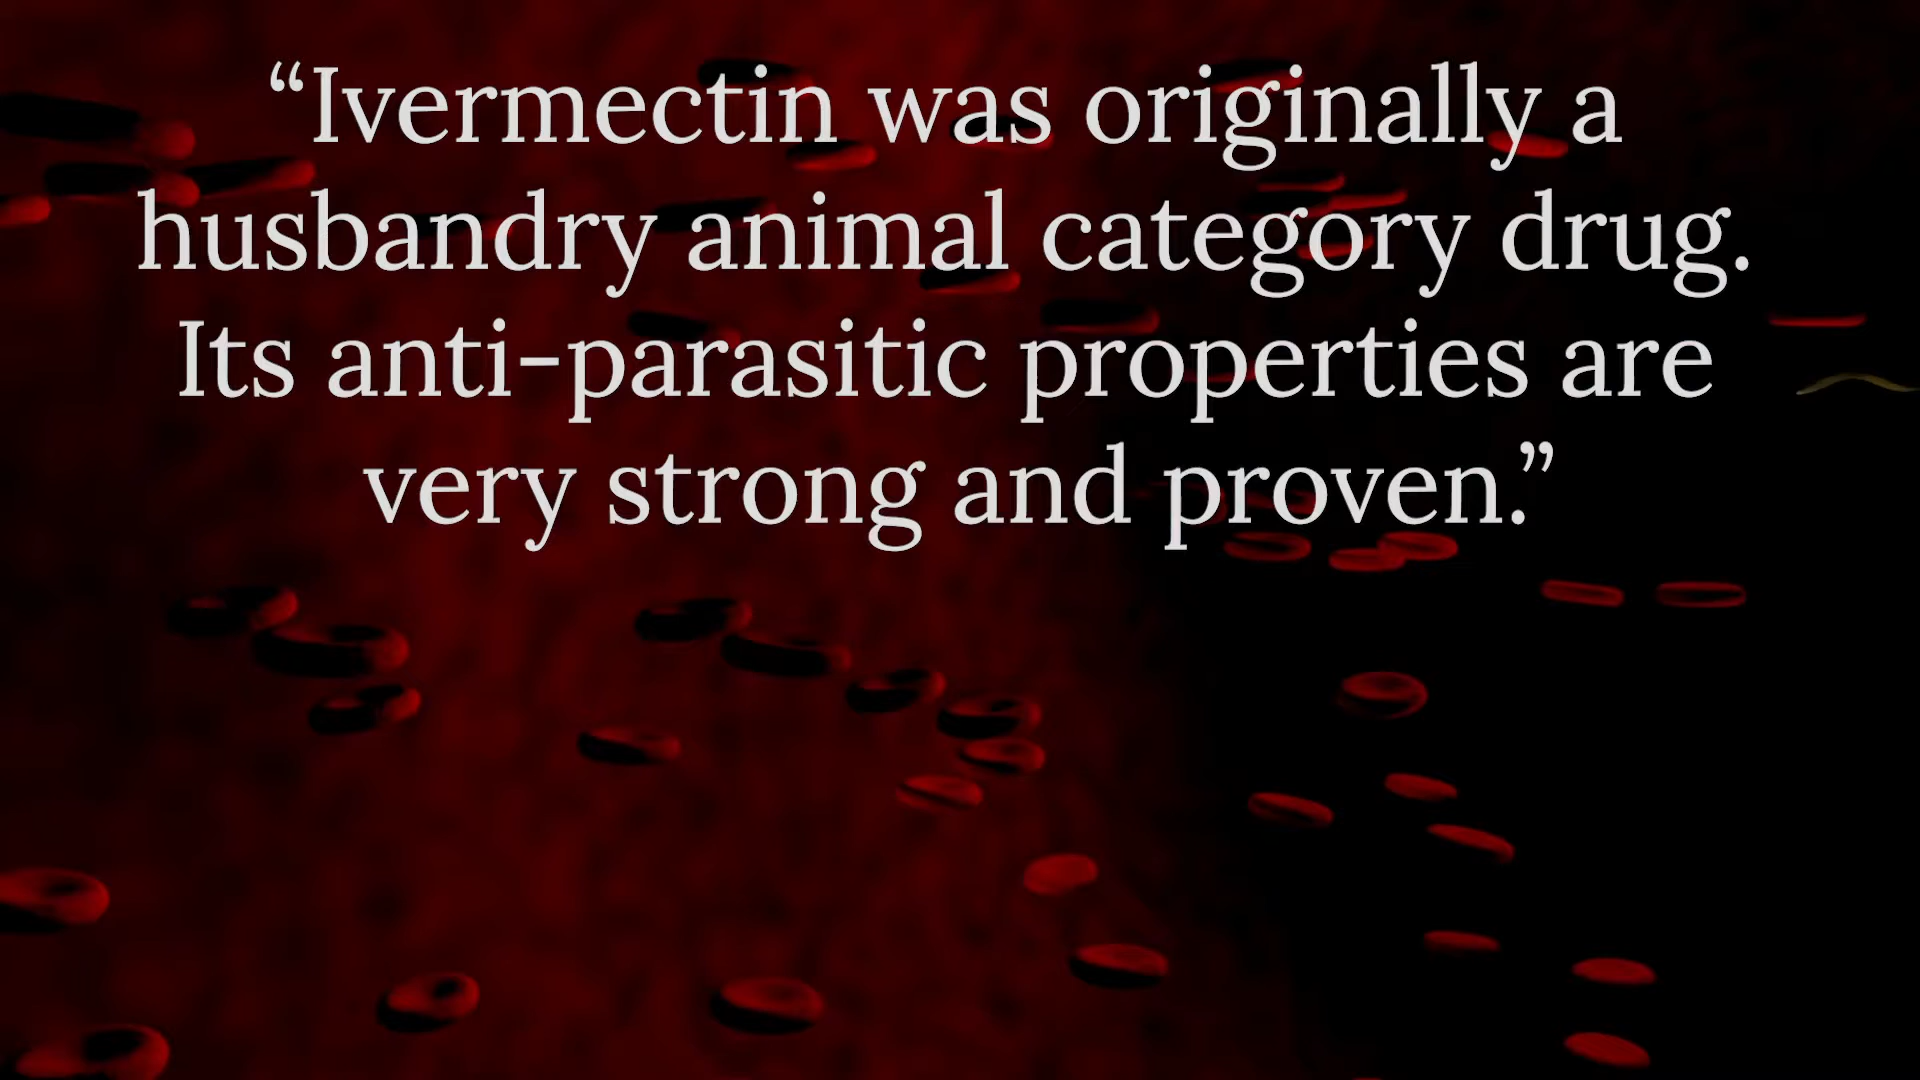 “Ivermectin was originally a
husbandry animal category drug.
Its anti-parasitic properties are
very strong and proven.”